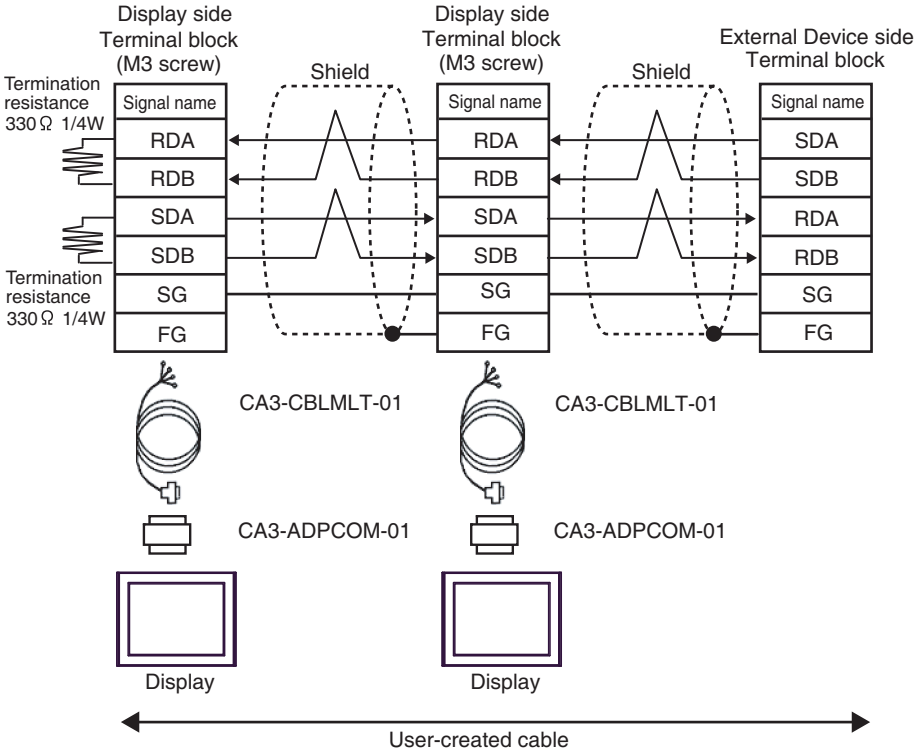 Display side
Terminal block
(M3 screw)
Display side
Terminal block
(M3 screw)
External Device side
Terminal block
Termination
resistance
330Ω 1/4W
Shield
Shield
Signal name
Signal name
Signal name
RDA
RDA
SDA
RDB
RDB
SDB
SDA
SDA
RDA
SDB
SDB
RDB
SG
SG
SG
FG
FG
FG
Termination
resistance
330Ω 1/4W
CA3-CBLMLT-01
CA3-CBLMLT-01
CA3-ADPCOM-01
CA3-ADPCOM-01
Display
Display
User-created cable